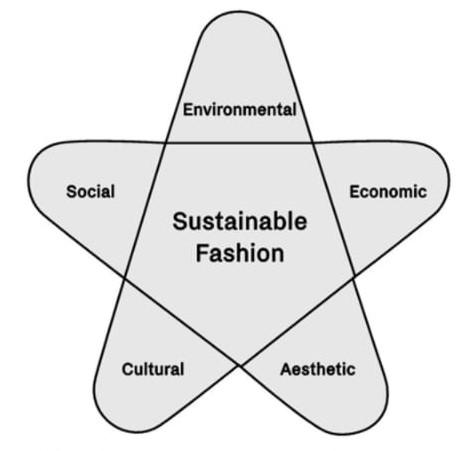 Environmental
Social
Economic
Sustainable
Fashion
Cultural
Aesthetic